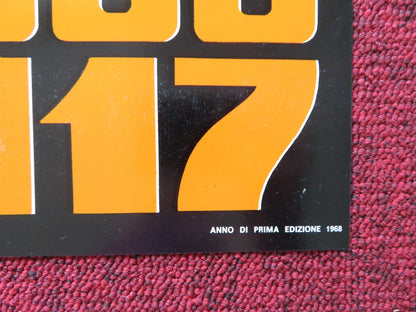 117
ANNO DI PRIMA EDIZIONE 1968